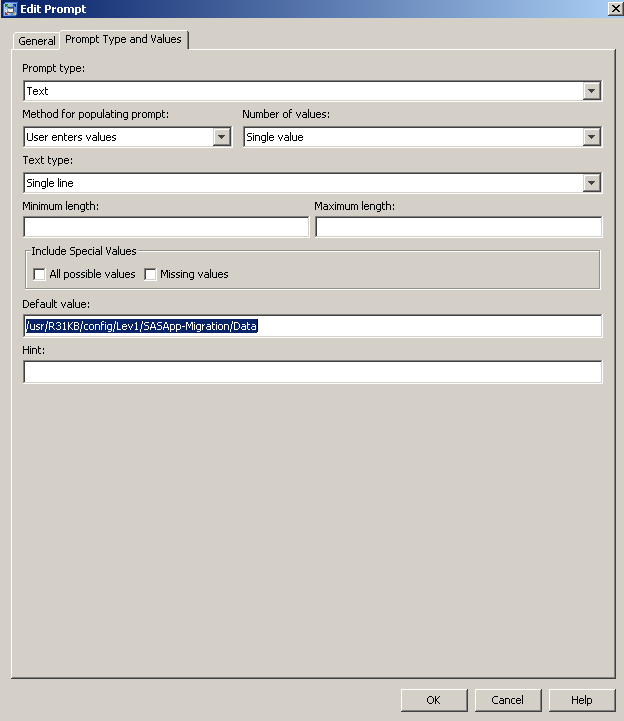 Edit Prompt
General Prompt Type and Values
Prompt type:
Text
Method for populating prompt: Number of values:
User enters values Single value
Text type:
Single line
Minimum length: Maximum length:
Include Special Values
All possible values Missing values
Default value:
/usr/R31KB/config/Lev1/SASApp-Migration/Data
Hint:
OK Cancel Help